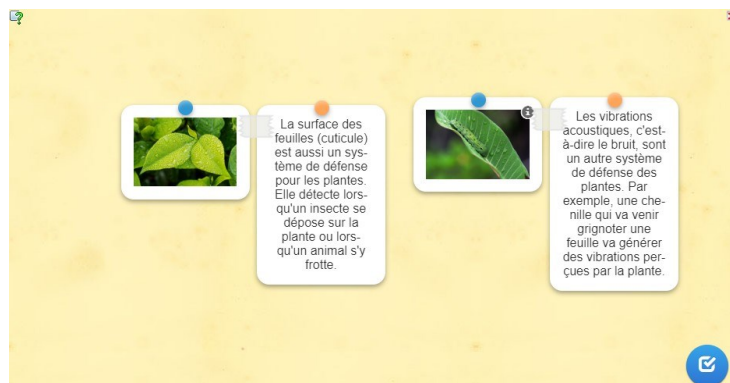 La surface des
feuilles (cuticule)
est aussi un sys-
tème de défense
pour les plantes.
Elle détecte lors-
qu'un insecte se
dépose sur la
plante ou lors-
qu'un animal s'y
frotte.
Les vibrations
acoustiques, c'est-
à-dire le bruit, sont
un autre système
de défense des
plantes. Par
exemple, une che-
nille qui va venir
grignoter une
feuille va générer
des vibrations per-
çues par la plante.